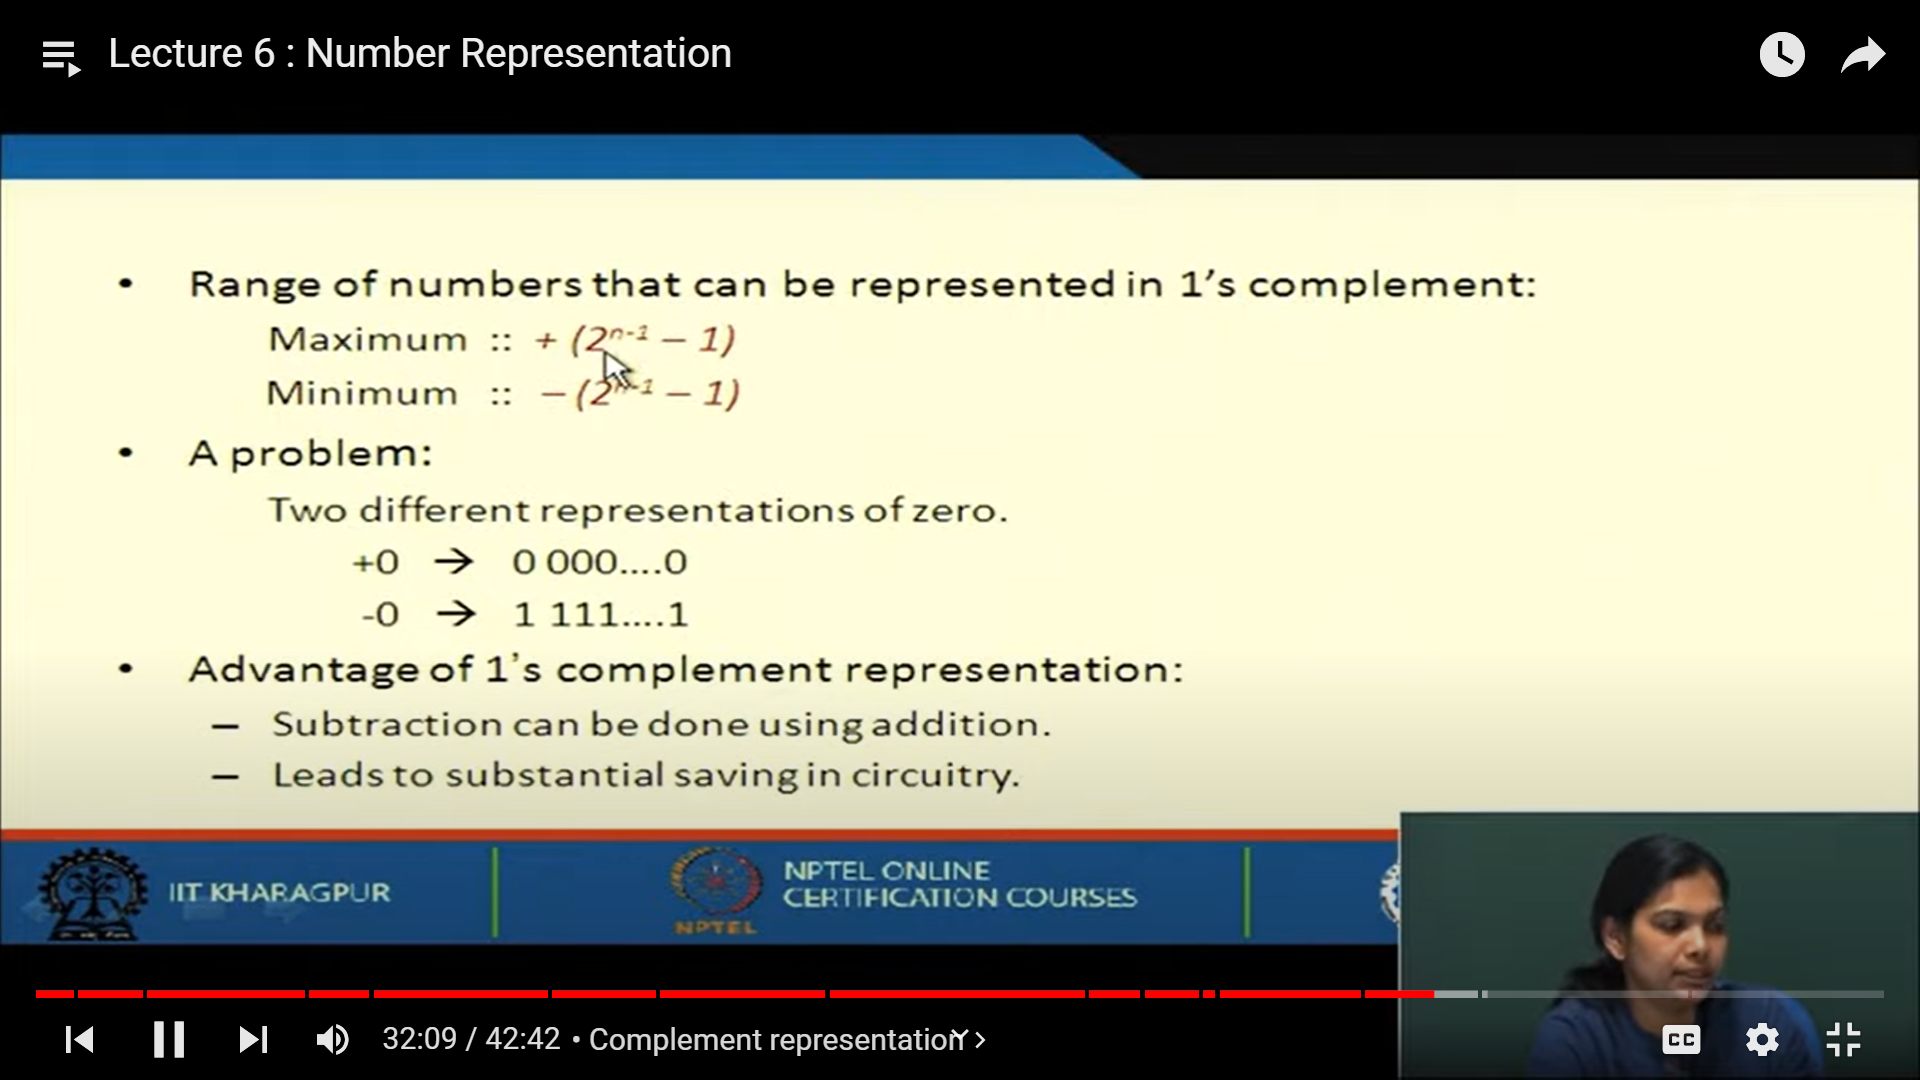 Lecture 6 : Number Representation
• Range of numbers that can be represented in 1’s complement:
Maximum :: + (2ⁿ⁻¹ – 1)
Minimum :: – (2ⁿ⁻¹ – 1)
• A problem:
Two different representations of zero.
+0 → 0 000....0
-0 → 1 111....1
• Advantage of 1’s complement representation:
– Subtraction can be done using addition.
– Leads to substantial saving in circuitry.
IIT KHARAGPUR
NPTEL ONLINE
CERTIFICATION COURSES
NPTEL
32:09 / 42:42 • Complement representation
CC